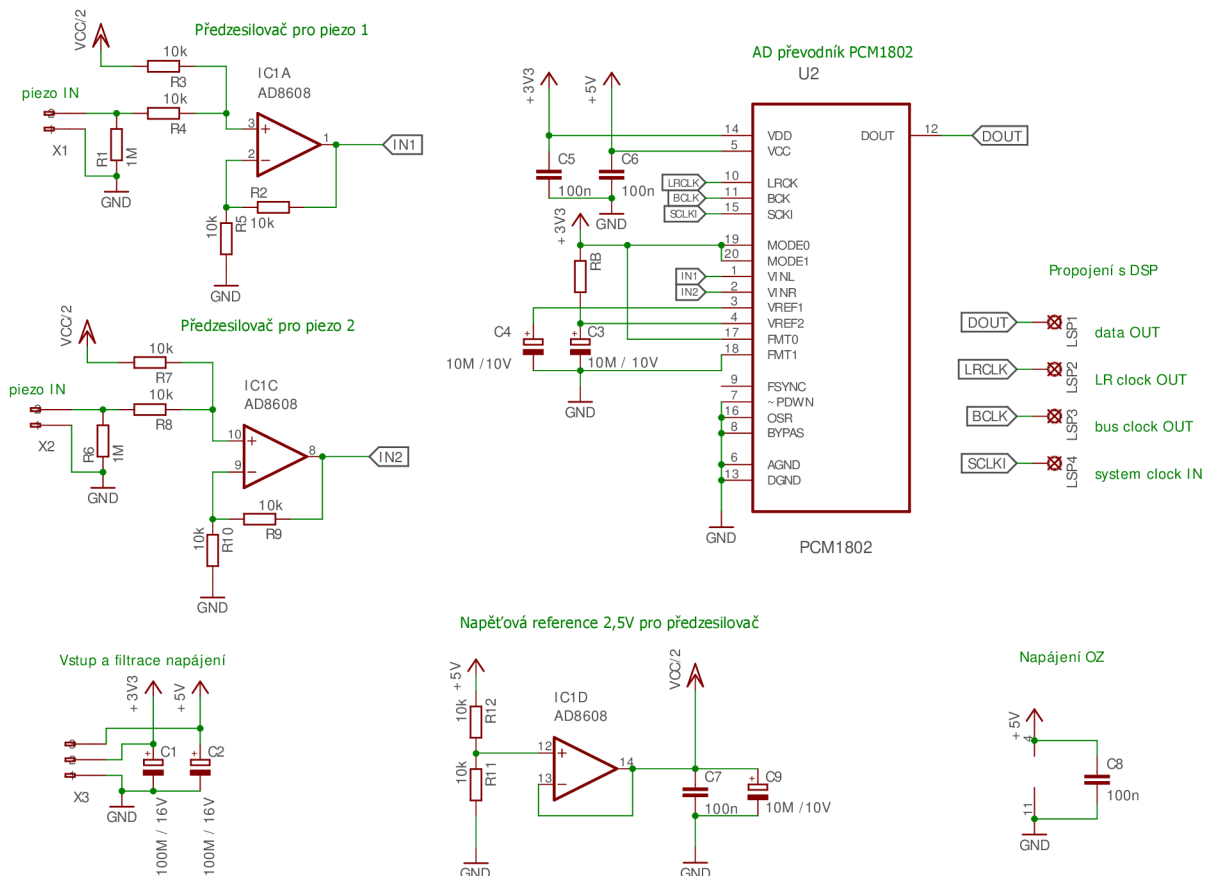 Předzesilovač pro piezo 1
VCC/2
10k
R3
10k
R4
piezo IN
X1
R1
1M
GND
IC1A
AD8608
3
2
1
IN1
R2
10k
10k
R5
GND
Předzesilovač pro piezo 2
VCC/2
10k
R7
10k
R8
piezo IN
X2
R6
1M
GND
IC1C
AD8608
10
9
8
IN2
10k
R9
10k
R10
GND
AD převodník PCM1802
U2
+3V3
+5V
C5
100n
C6
100n
GND
LRCLK
BCLK
SCLKI
+3V3
RB
IN1
IN2
C4
10M/10V
C3
10M / 10V
GND
14 VDD
5 VCC
10 LRCK
11 BCK
15 SCKI
19 MODE0
20 MODE1
1 VINL
2 VINR
3 VREF1
4 VREF2
17 FMT0
18 FMT1
9 FSYNC
7 ~PDWN
16 OSR
8 BYPAS
6 AGND
13 DGND
DOUT 12
DOUT
GND
PCM1802
Propojení s DSP
DOUT
LSP1
data OUT
LRCLK
LSP2
LR clock OUT
BCLK
LSP3
bus clock OUT
SCLKI
LSP4
system clock IN
Vstup a filtrace napájení
+3V3
+5V
3
2
1
X3
C1
C2
GND
100M / 16V
100M / 16V
Napěťová reference 2,5V pro předzesilovač
+5V
10k
R12
10k
R11
GND
IC1D
AD8608
12
13
14
VCC/2
C7
100n
C9
10M/10V
GND
Napájení OZ
+5V
4
11
C8
100n
GND